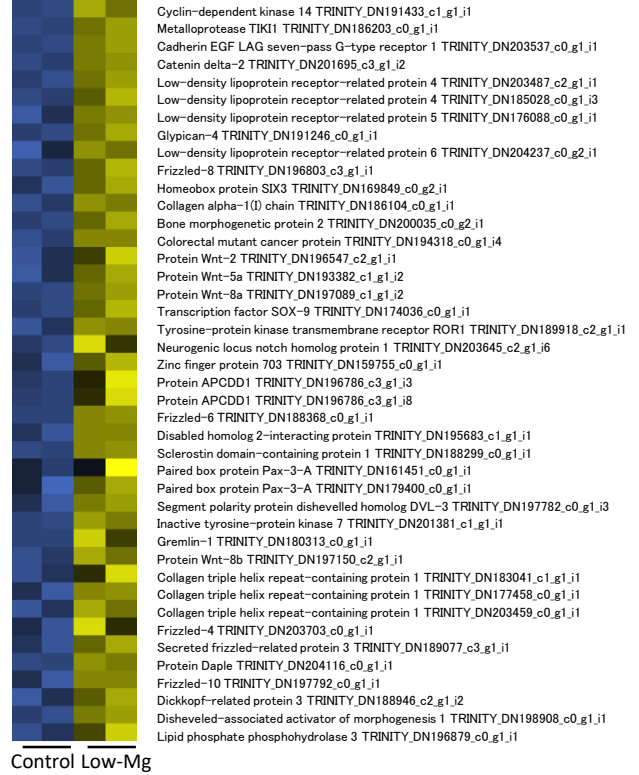 Cyclin-dependent kinase 14 TRINITY_DN191433_c1_g1_i1
Metalloprotease TIKI1 TRINITY_DN186203_c0_g1_i1
Cadherin EGF LAG seven-pass G-type receptor 1 TRINITY_DN203537_c0_g1_i1
Catenin delta-2 TRINITY_DN201695_c3_g1_i2
Low-density lipoprotein receptor-related protein 4 TRINITY_DN203487_c2_g1_i1
Low-density lipoprotein receptor-related protein 4 TRINITY_DN185028_c0_g1_i3
Low-density lipoprotein receptor-related protein 5 TRINITY_DN176088_c0_g1_i1
Glypican-4 TRINITY_DN191246_c0_g1_i1
Low-density lipoprotein receptor-related protein 6 TRINITY_DN204237_c0_g2_i1
Frizzled-8 TRINITY_DN196803_c3_g1_i1
Homeobox protein SIX3 TRINITY_DN169849_c0_g2_i1
Collagen alpha-1(I) chain TRINITY_DN186104_c0_g1_i1
Bone morphogenetic protein 2 TRINITY_DN200035_c0_g2_i1
Colorectal mutant cancer protein TRINITY_DN194318_c0_g1_i4
Protein Wnt-2 TRINITY_DN196547_c2_g1_i1
Protein Wnt-5a TRINITY_DN193382_c1_g1_i2
Protein Wnt-8a TRINITY_DN197089_c1_g1_i2
Transcription factor SOX-9 TRINITY_DN174036_c0_g1_i1
Tyrosine-protein kinase transmembrane receptor ROR1 TRINITY_DN189918_c2_g1_i1
Neurogenic locus notch homolog protein 1 TRINITY_DN203645_c2_g1_i6
Zinc finger protein 703 TRINITY_DN159755_c0_g1_i1
Protein APCDD1 TRINITY_DN196786_c3_g1_i3
Protein APCDD1 TRINITY_DN196786_c3_g1_i8
Frizzled-6 TRINITY_DN188368_c0_g1_i1
Disabled homolog 2-interacting protein TRINITY_DN195683_c1_g1_i1
Sclerostin domain-containing protein 1 TRINITY_DN188299_c0_g1_i1
Paired box protein Pax-3-A TRINITY_DN161451_c0_g1_i1
Paired box protein Pax-3-A TRINITY_DN179400_c0_g1_i1
Segment polarity protein dishevelled homolog DVL-3 TRINITY_DN197782_c0_g1_i3
Inactive tyrosine-protein kinase 7 TRINITY_DN201381_c1_g1_i1
Gremlin-1 TRINITY_DN180313_c0_g1_i1
Protein Wnt-8b TRINITY_DN197150_c2_g1_i1
Collagen triple helix repeat-containing protein 1 TRINITY_DN183041_c1_g1_i1
Collagen triple helix repeat-containing protein 1 TRINITY_DN177458_c0_g1_i1
Collagen triple helix repeat-containing protein 1 TRINITY_DN203459_c0_g1_i1
Frizzled-4 TRINITY_DN203703_c0_g1_i1
Secreted frizzled-related protein 3 TRINITY_DN189077_c3_g1_i1
Protein Daple TRINITY_DN204116_c0_g1_i1
Frizzled-10 TRINITY_DN197792_c0_g1_i1
Dickkopf-related protein 3 TRINITY_DN188946_c2_g1_i2
Disheveled-associated activator of morphogenesis 1 TRINITY_DN198908_c0_g1_i1
Lipid phosphate phosphohydrolase 3 TRINITY_DN196879_c0_g1_i1
Control Low-Mg